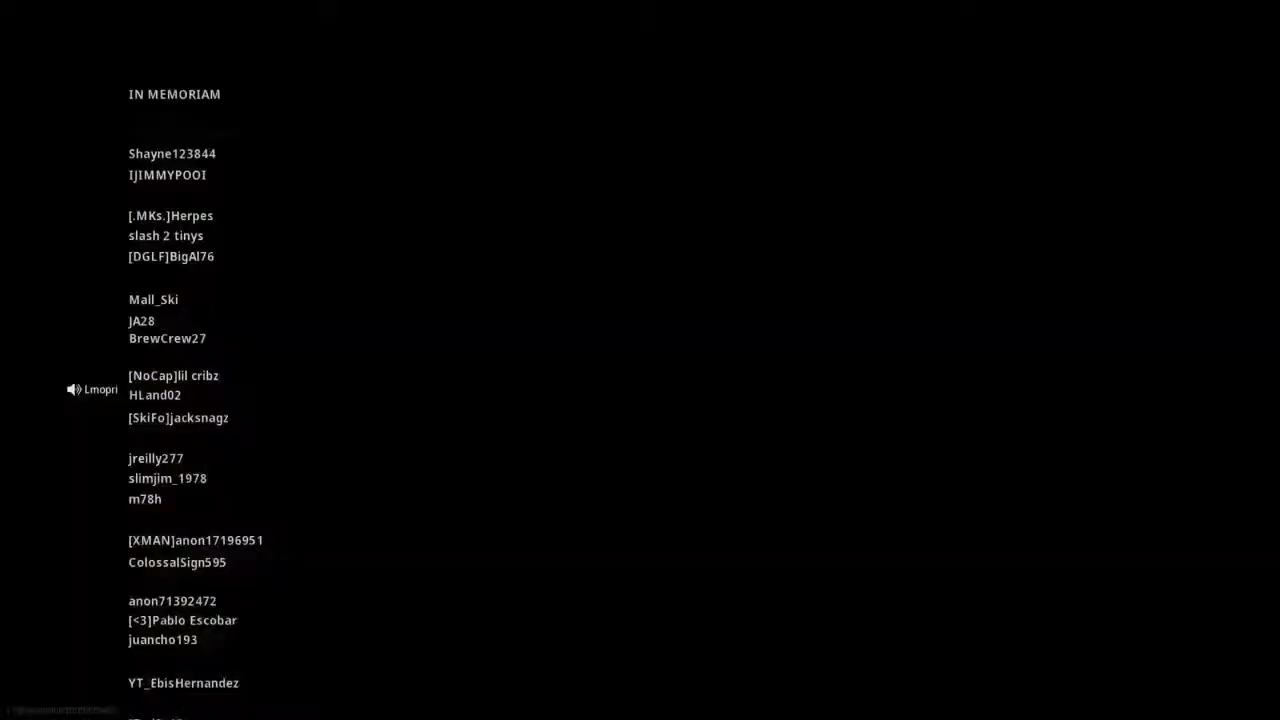 IN MEMORIAM
Shayne123844
IJIMMYPOOI
[.MKs.]Herpes
slash 2 tinys
[DGLF]BigAl76
Mall_Ski
JA28
BrewCrew27
[NoCap]lil cribz
Lmopri
HLand02
[SkiFo]jacksnagz
jreilly277
slimjim_1978
m78h
[XMAN]anon17196951
ColossalSign595
anon71392472
[<3]Pablo Escobar
juancho193
YT_EbisHernandez